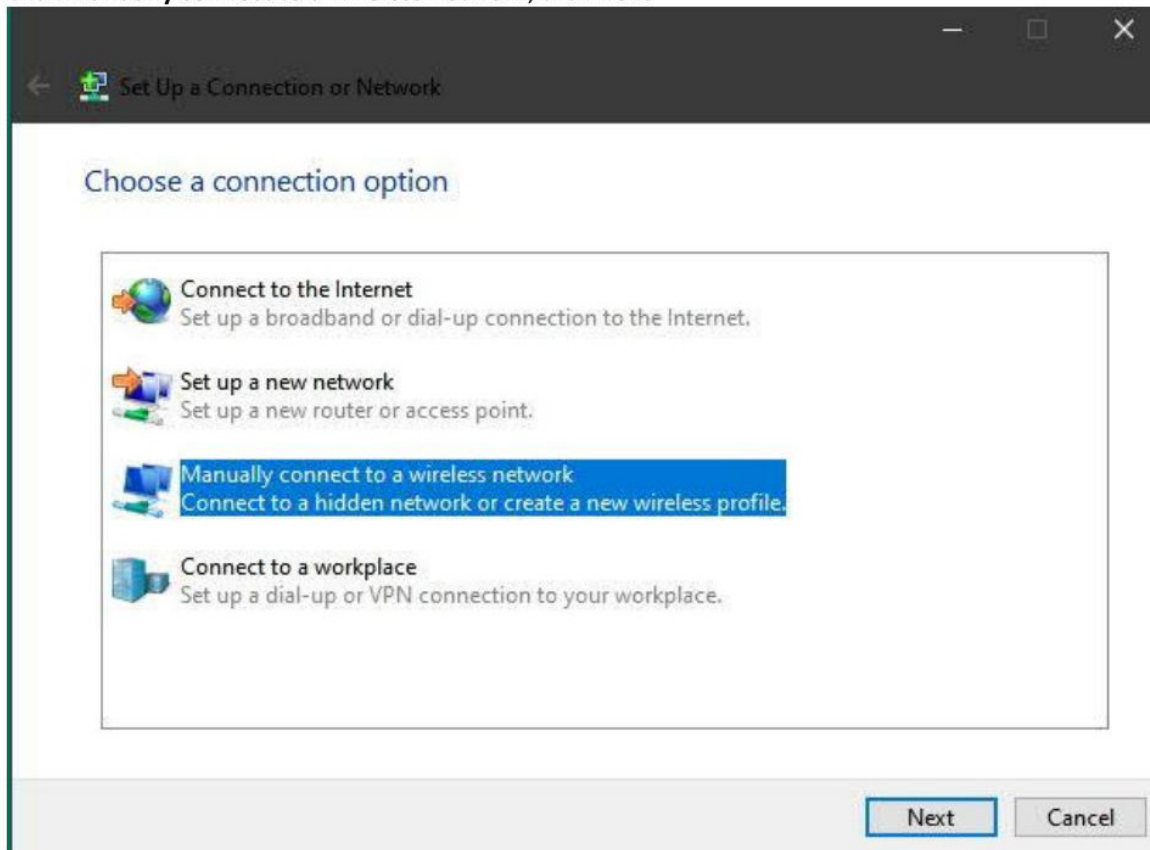 Set Up a Connection or Network
Choose a connection option
Connect to the Internet
Set up a broadband or dial-up connection to the Internet.
Set up a new network
Set up a new router or access point.
Manually connect to a wireless network
Connect to a hidden network or create a new wireless profile.
Connect to a workplace
Set up a dial-up or VPN connection to your workplace.
Next Cancel